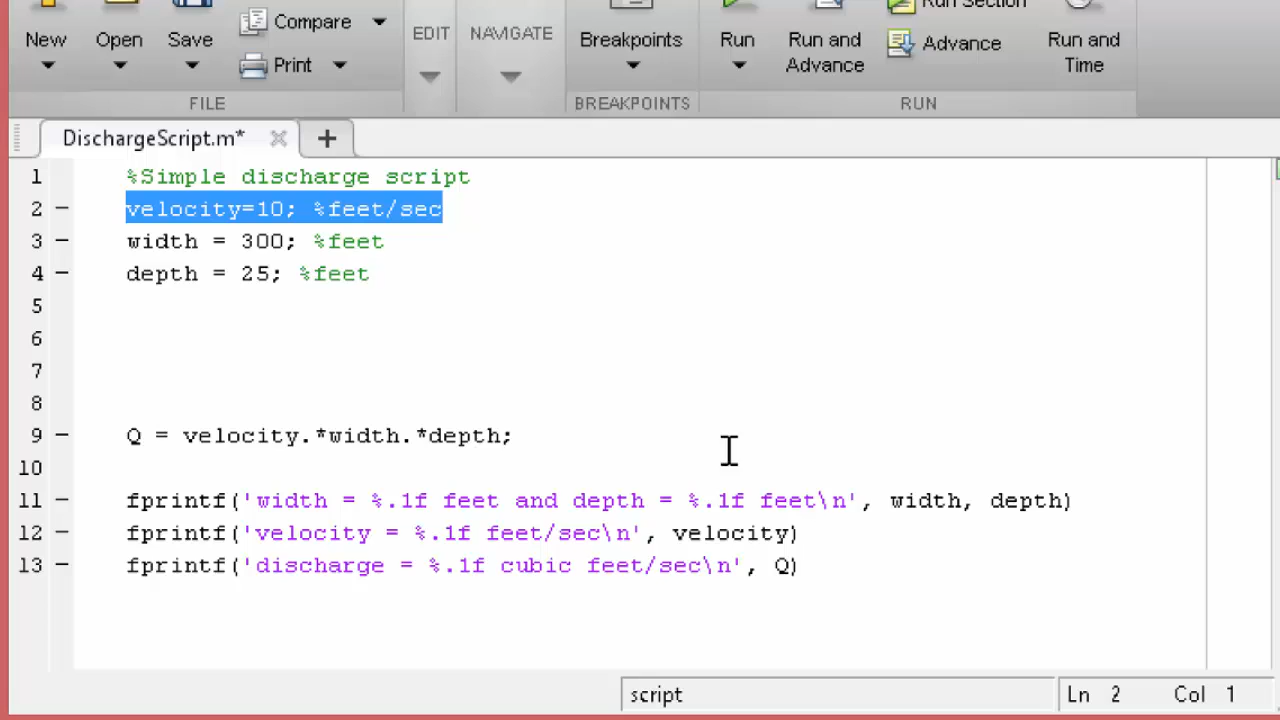 Compare
Run Section
New Open Save Print EDIT NAVIGATE Breakpoints Run Run and Advance Advance Run and Time
FILE BREAKPOINTS RUN
DischargeScript.m*
1 %Simple discharge script
2 – velocity=10; %feet/sec
3 – width = 300; %feet
4 – depth = 25; %feet
5
6
7
8
9 – Q = velocity.*width.*depth;
10
11 – fprintf('width = %.1f feet and depth = %.1f feet\n', width, depth)
12 – fprintf('velocity = %.1f feet/sec\n', velocity)
13 – fprintf('discharge = %.1f cubic feet/sec\n', Q)
script Ln 2 Col 1